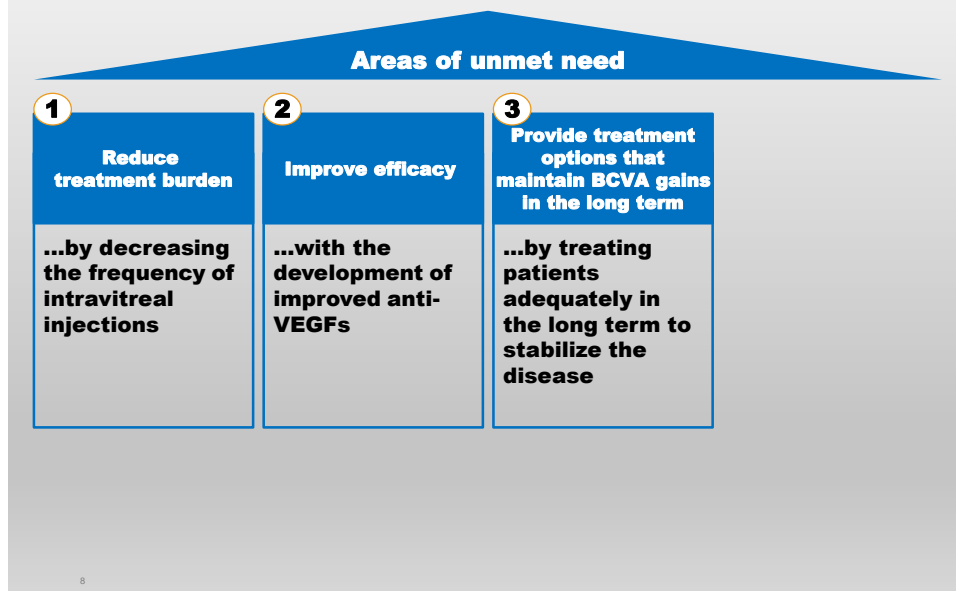 Areas of unmet need
1
Reduce
treatment burden
...by decreasing
the frequency of
intravitreal
injections
2
Improve efficacy
...with the
development of
improved anti-
VEGFs
3
Provide treatment
options that
maintain BCVA gains
in the long term
...by treating
patients
adequately in
the long term to
stabilize the
disease
8